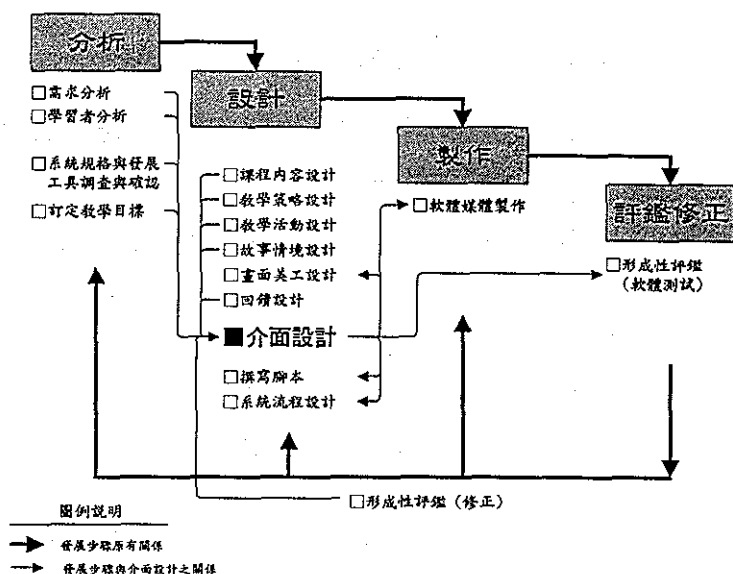 分析
□需求分析
□學習者分析
□系統規格與發展
工具調查與確認
□訂定教學目標
設計
□課程內容設計
□教學策略設計
□教學活動設計
□故事情境設計
□畫面美工設計
□回饋設計
■介面設計
□撰寫腳本
□系統流程設計
製作
□軟體媒體製作
評鑑修正
□形成性評鑑
(軟體測試)
□形成性評鑑(修正)
圖例說明
發展步驟原有關係
發展步驟與介面設計之關係